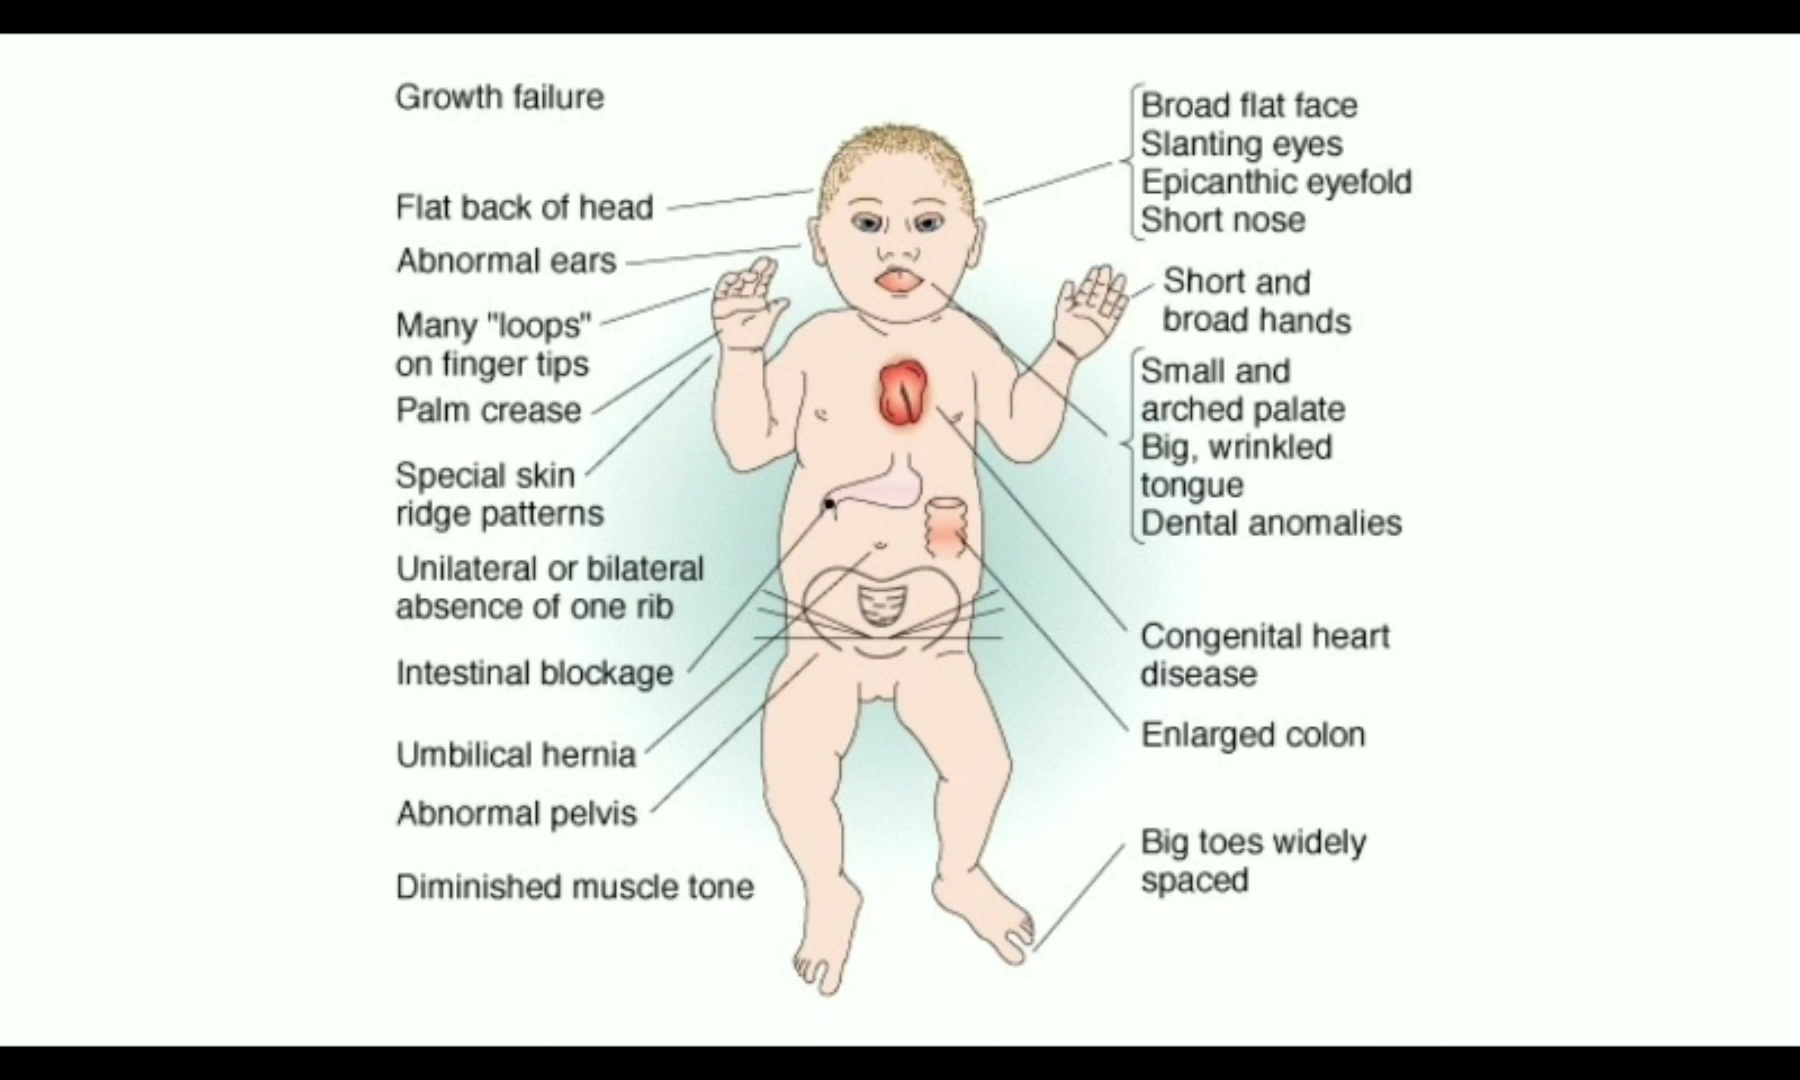 Growth failure
Flat back of head
Abnormal ears
Many "loops"
on finger tips
Palm crease
Special skin
ridge patterns
Unilateral or bilateral
absence of one rib
Intestinal blockage
Umbilical hernia
Abnormal pelvis
Diminished muscle tone
Broad flat face
Slanting eyes
Epicanthic eyefold
Short nose
Short and
broad hands
Small and
arched palate
Big, wrinkled
tongue
Dental anomalies
Congenital heart
disease
Enlarged colon
Big toes widely
spaced